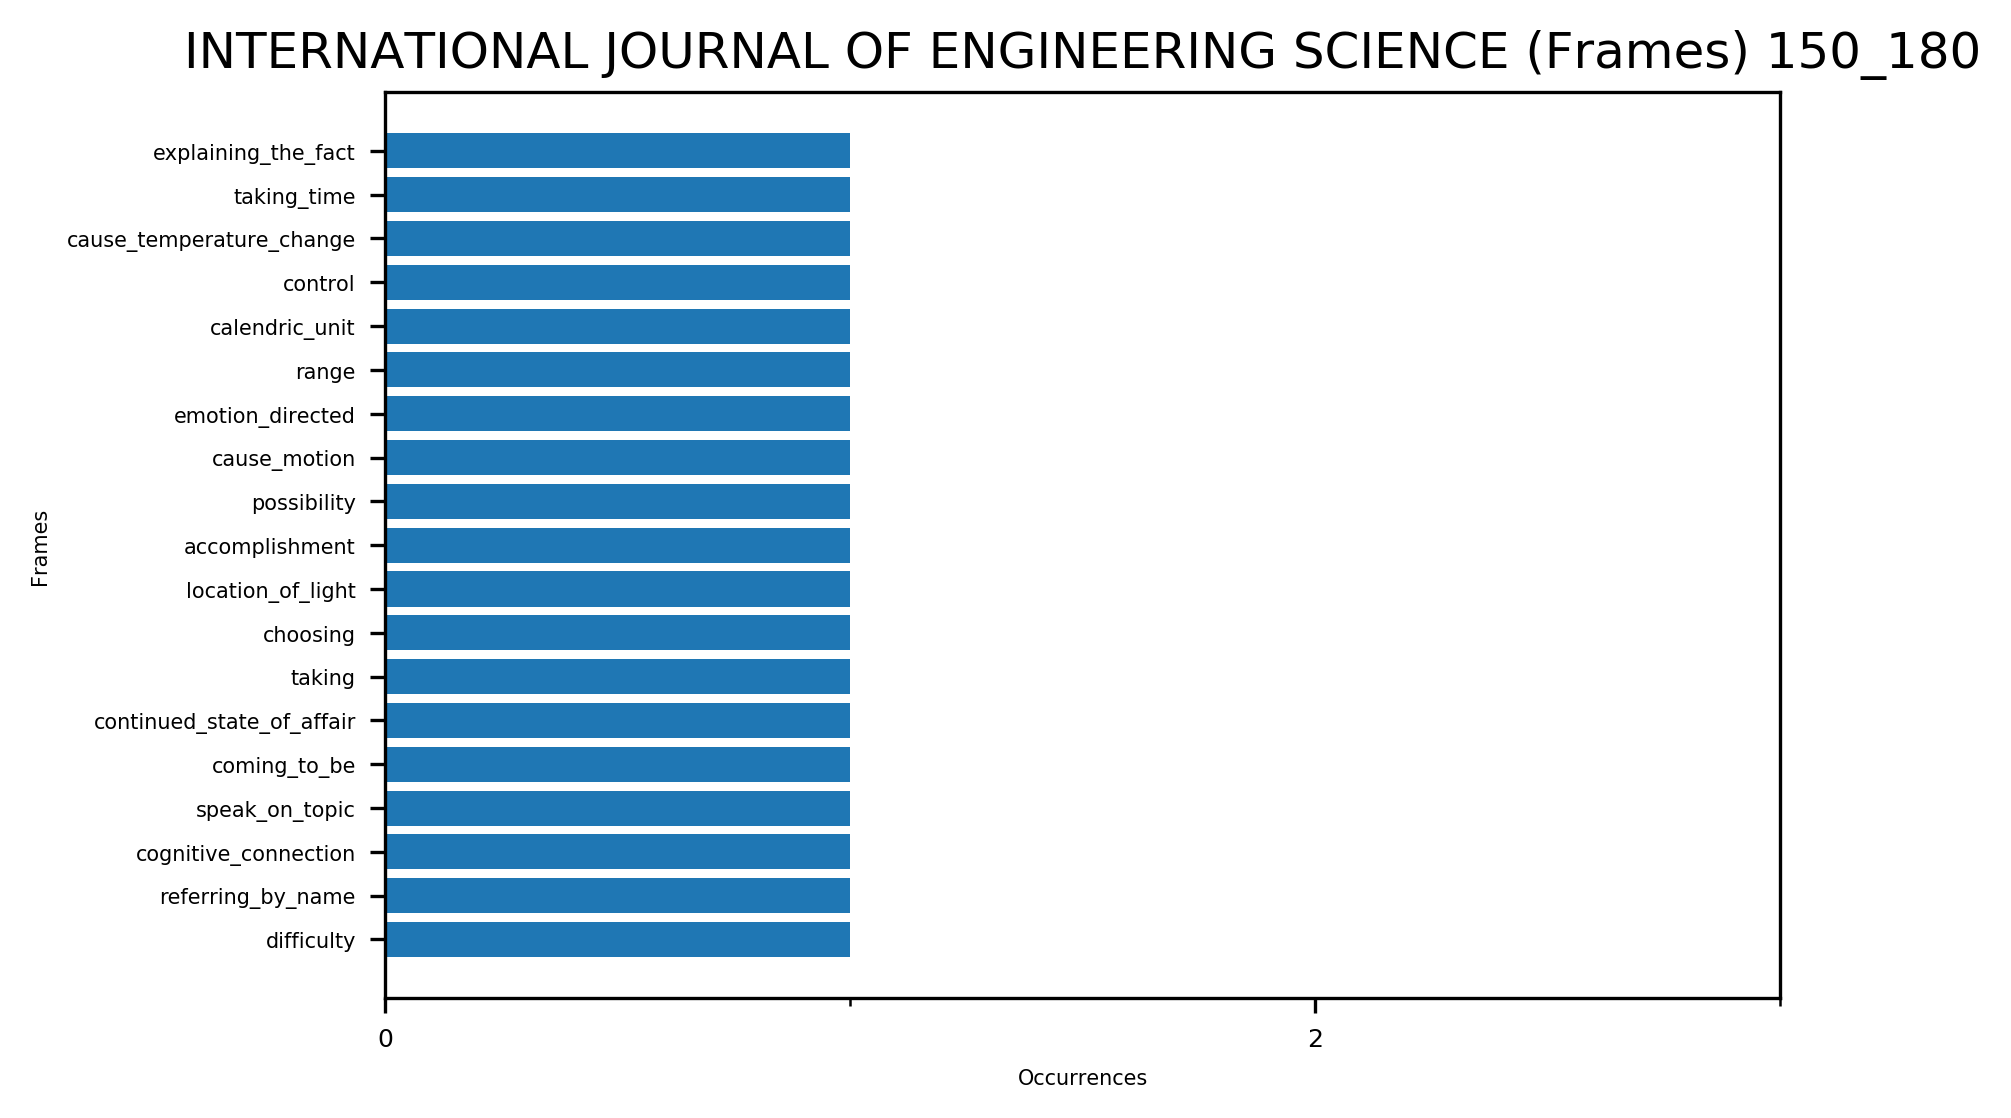 INTERNATIONAL JOURNAL OF ENGINEERING SCIENCE (Frames) 150_180
explaining_the_fact
taking_time
cause_temperature_change
control
calendric_unit
range
emotion_directed
cause_motion
possibility
accomplishment
location_of_light
choosing
taking
continued_state_of_affair
coming_to_be
speak_on_topic
cognitive_connection
referring_by_name
difficulty
Frames
0
2
Occurrences